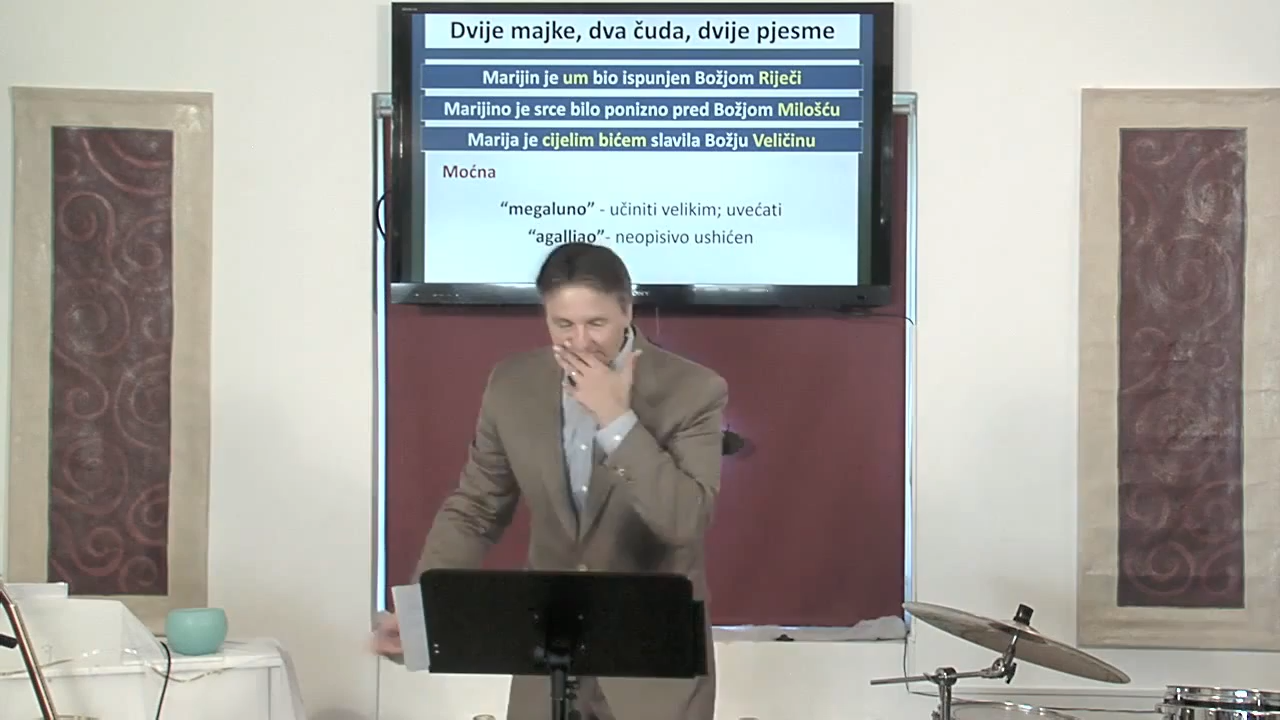 Dvije majke, dva čuda, dvije pjesme
Marijin je um bio ispunjen Božjom Riječi
Marijino je srce bilo ponizno pred Božjom Milošću
Marija je cijelim bićem slavila Božju Veličinu
Moćna
“megaluno” - učiniti velikim; uvećati
“agalliao”- neopisivo ushićen